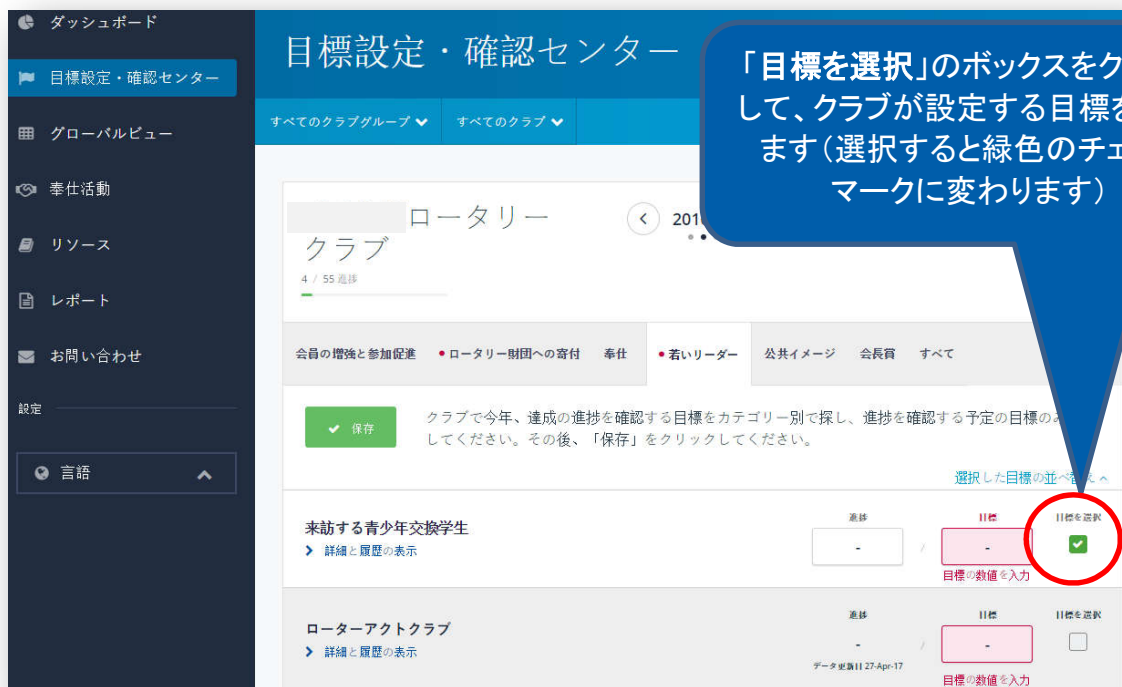 ダッシュボード
目標設定・確認センター
グローバルビュー
奉仕活動
リソース
レポート
お問い合わせ
設定
言語
目標設定・確認センター
すべてのクラブグループ
すべてのクラブ
「目標を選択」のボックスをク
して、クラブが設定する目標を
ます（選択すると緑色のチェ
マークに変わります）
ロータリー
クラブ
4 / 55 進捗
201
会員の増強と参加促進 ロータリー財団への寄付 奉仕 若いリーダー 公共イメージ 会長賞 すべて
保存
クラブで今年、達成の進捗を確認する目標をカテゴリー別で探し、進捗を確認する予定の目標の
してください。その後、「保存」をクリックしてください。
選択した目標の並べ替え
来訪する青少年交換学生
詳細と履歴の表示
進捗 目標 目標を選択
- / -
目標の数値を入力
ローターアクトクラブ
詳細と履歴の表示
進捗 目標 目標を選択
- / -
データ更新日 27-Apr-17
目標の数値を入力